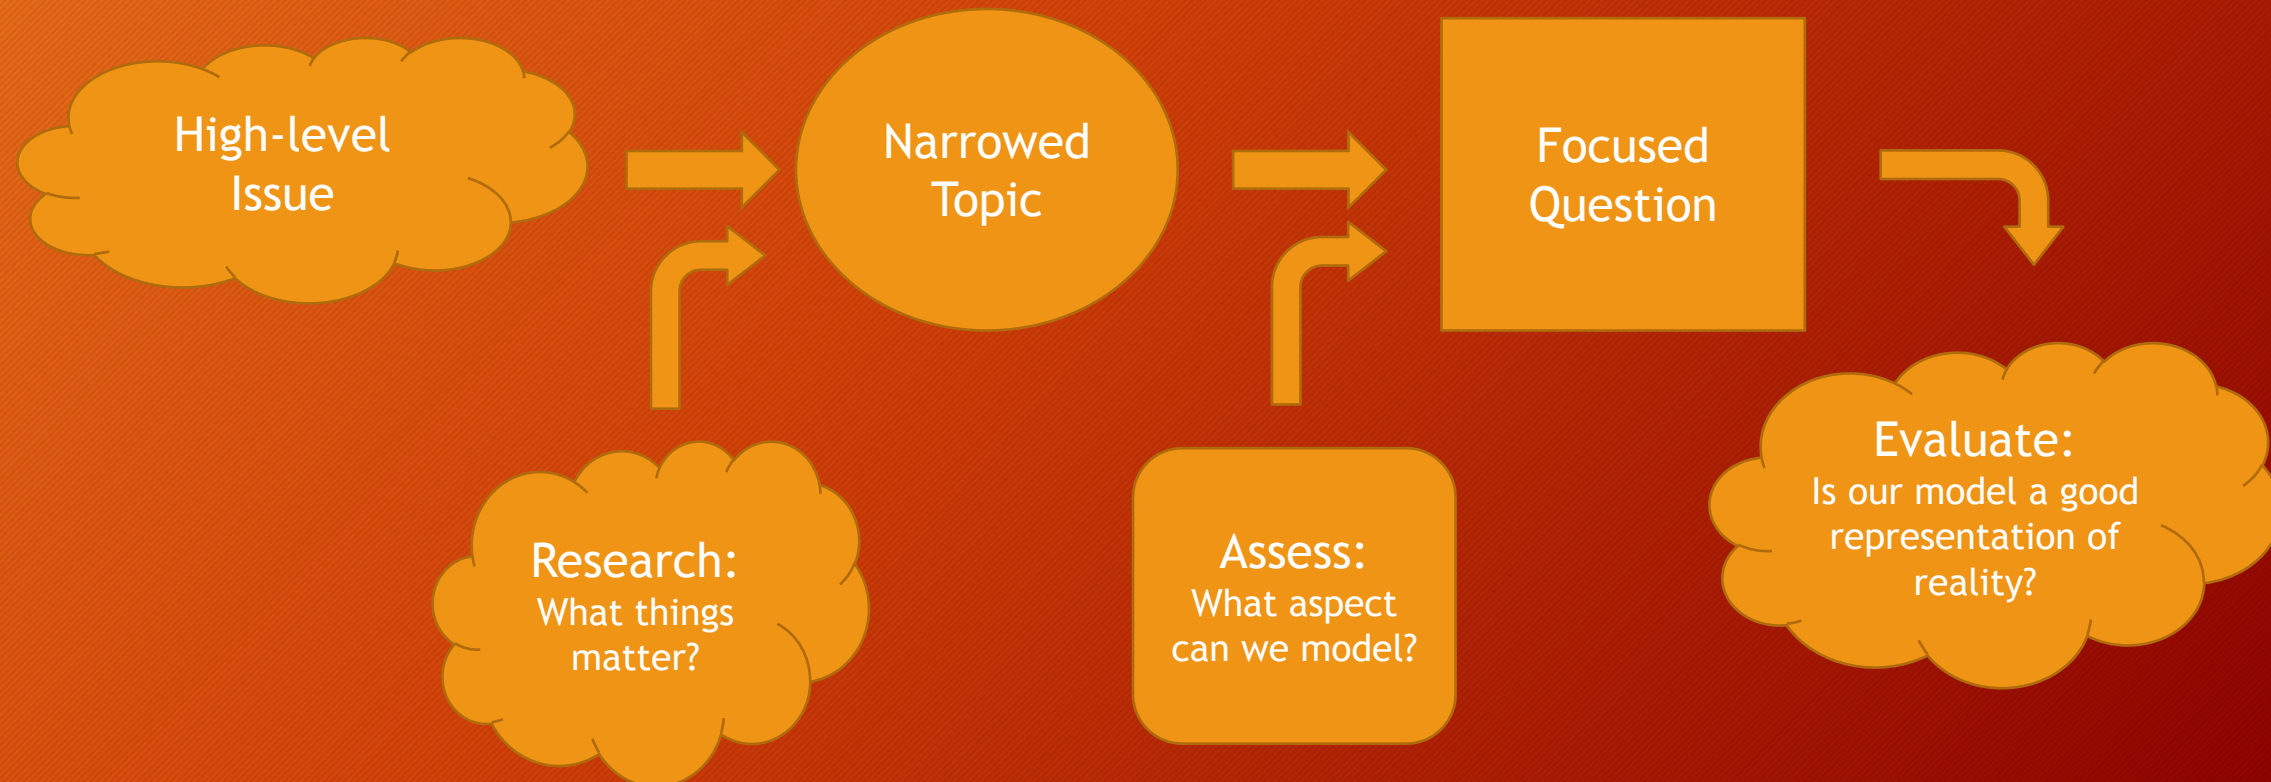 High-level
Issue
Narrowed
Topic
Focused
Question
Research:
What things
matter?
Assess:
What aspect
can we model?
Evaluate:
Is our model a good
representation of
reality?